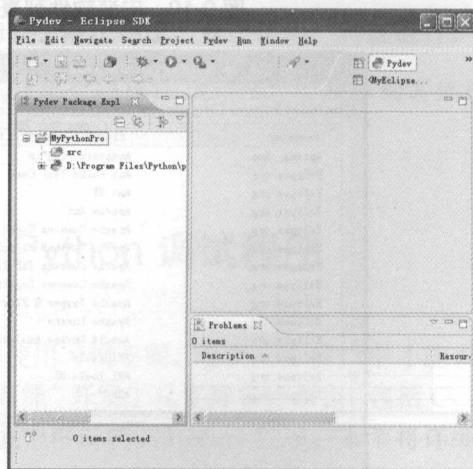 Pydev - Eclipse SDK
File Edit Navigate Search Project Pydev Run Window Help
Pydev
<MyEclipse...
Pydev Package Expl
MyPythonPro
src
D:\Program Files\Python\p
Problems
0 items
Description
Resour
0 items selected